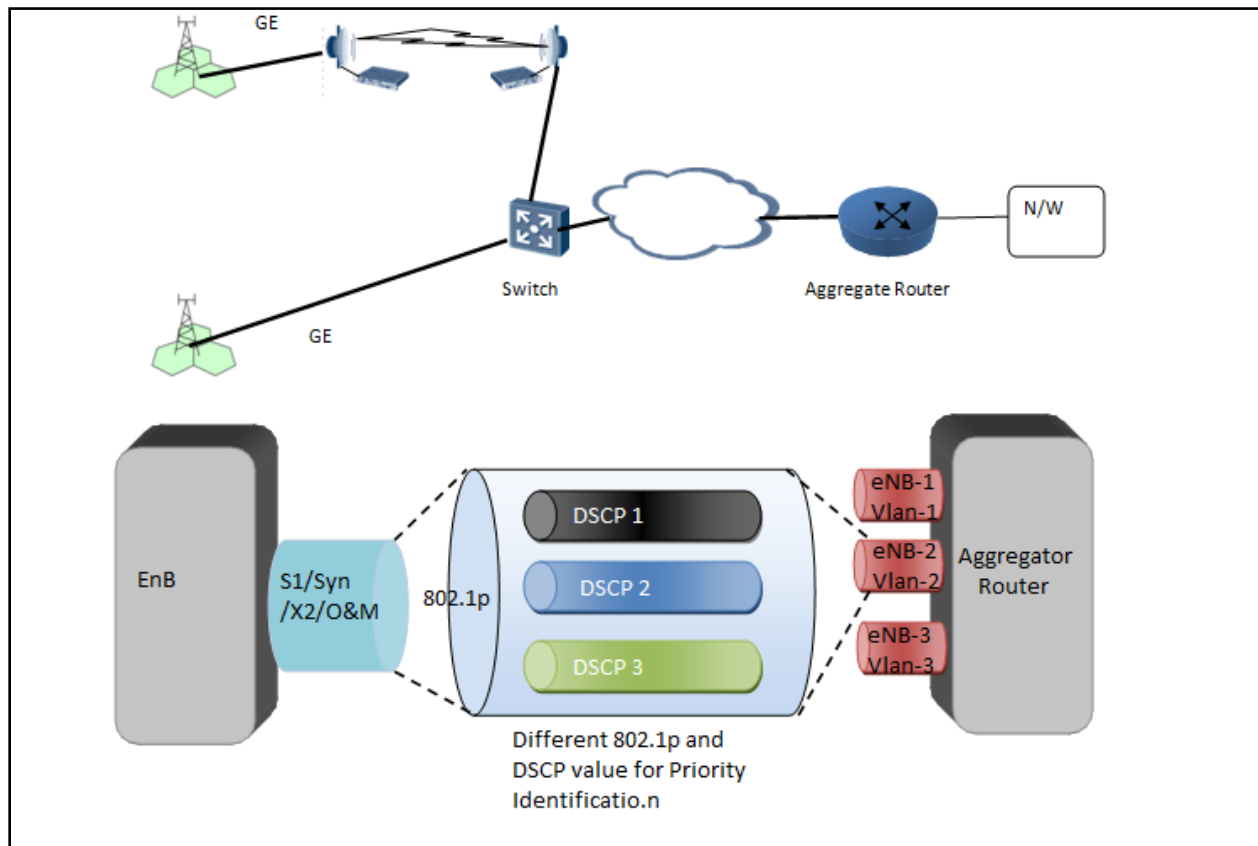 GE
N/W
Switch
Aggregate Router
GE
EnB
S1/Syn
/X2/O&M
802.1p
DSCP 1
DSCP 2
DSCP 3
eNB-1
Vlan-1
eNB-2
Vlan-2
eNB-3
Vlan-3
Aggregator
Router
Different 802.1p and
DSCP value for Priority
Identificatio.n